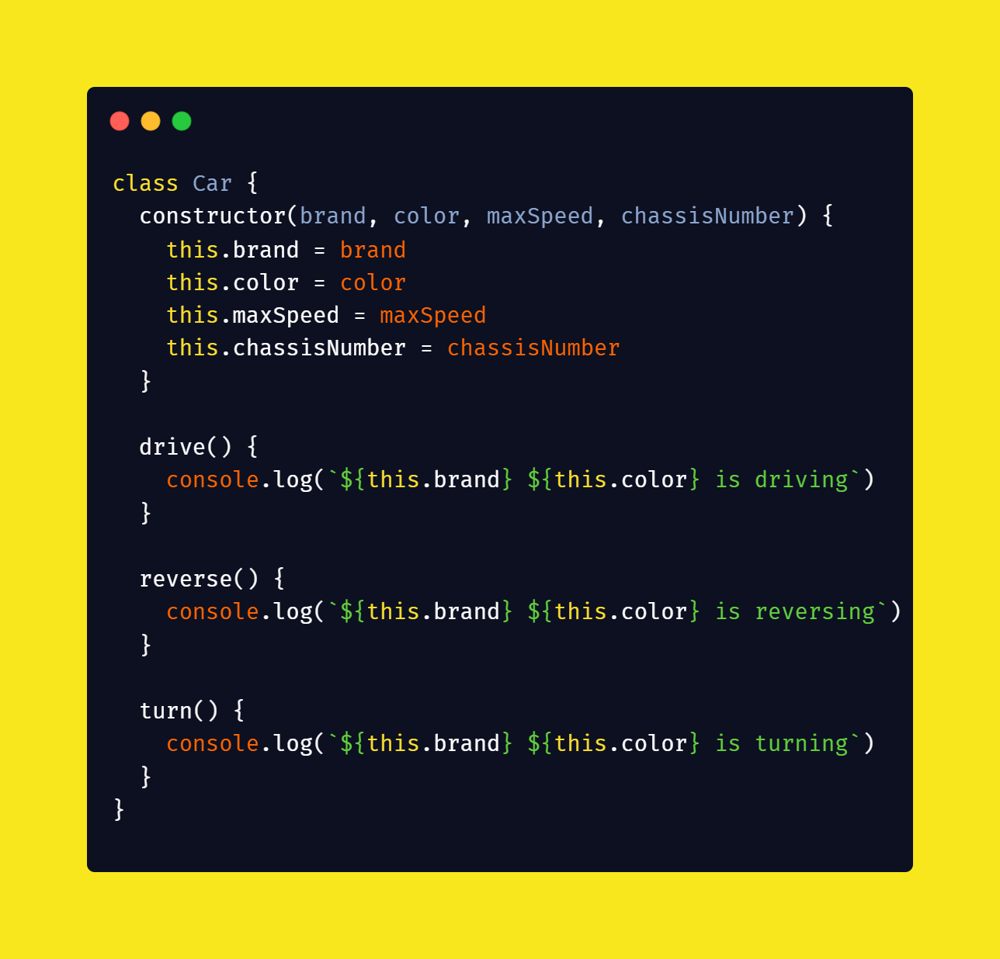 class Car {
  constructor(brand, color, maxSpeed, chassisNumber) {
    this.brand = brand
    this.color = color
    this.maxSpeed = maxSpeed
    this.chassisNumber = chassisNumber
  }

  drive() {
    console.log(`${this.brand} ${this.color} is driving`)
  }

  reverse() {
    console.log(`${this.brand} ${this.color} is reversing`)
  }

  turn() {
    console.log(`${this.brand} ${this.color} is turning`)
  }
}